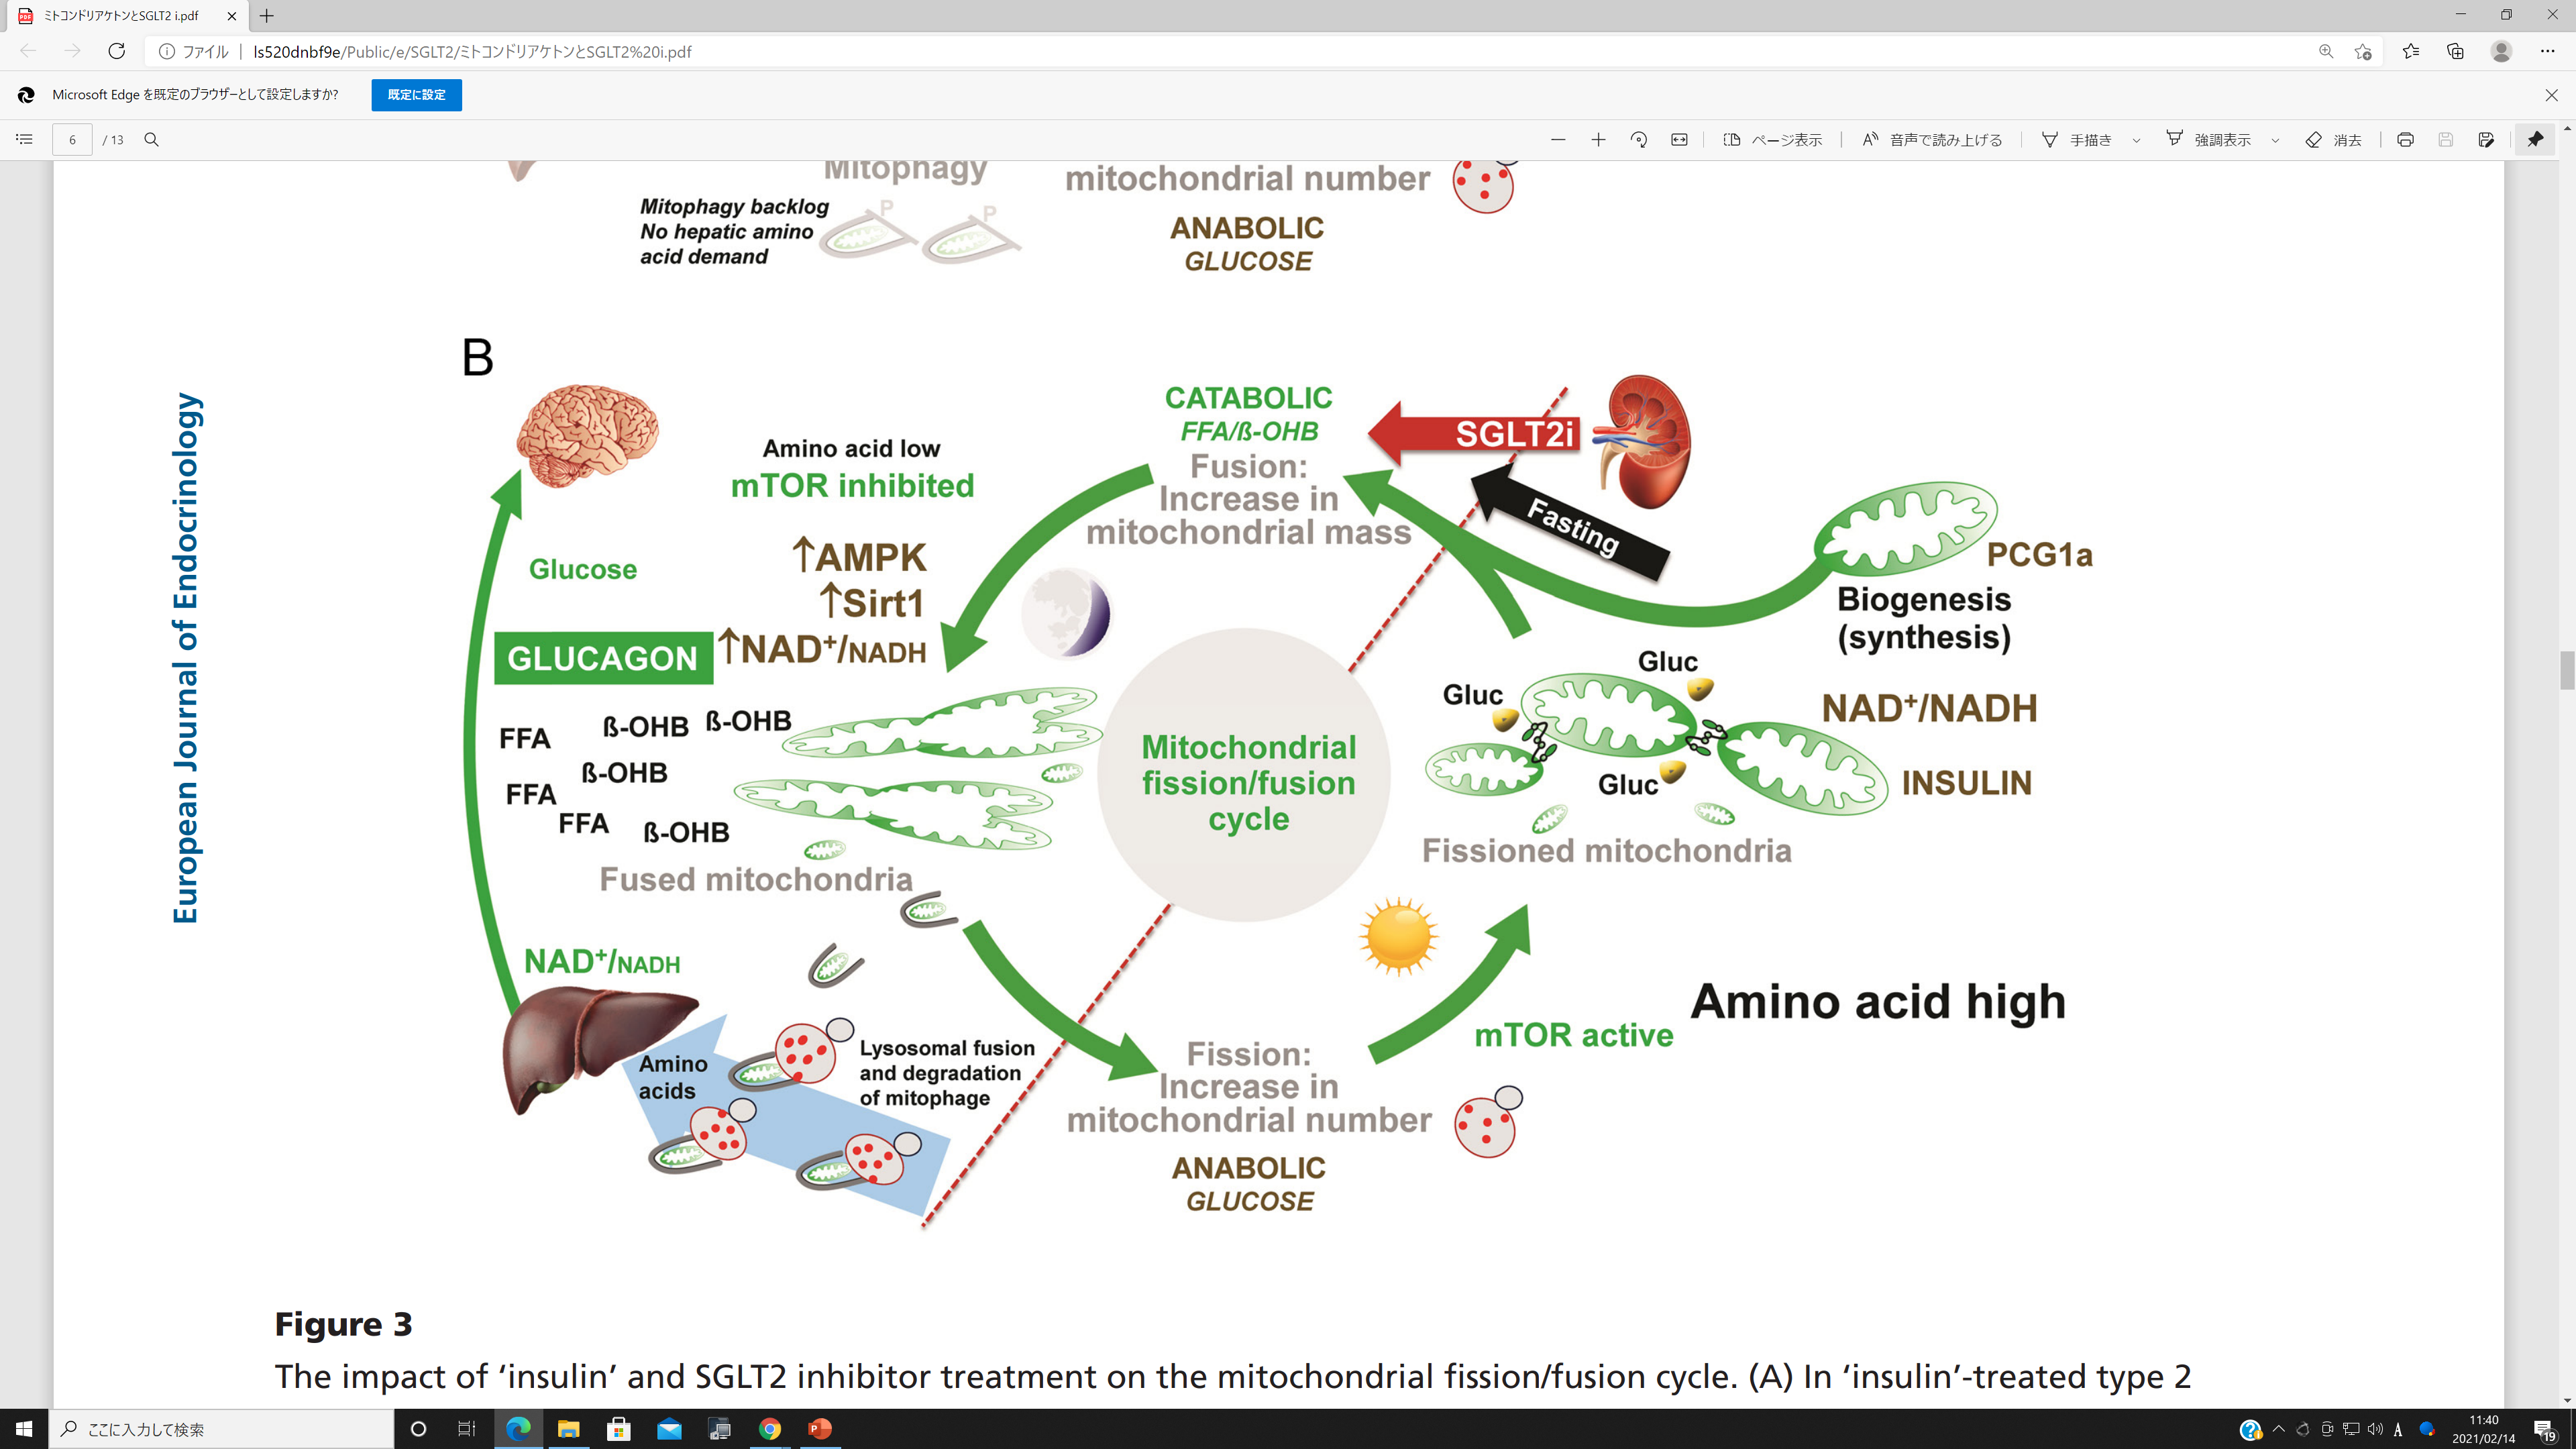 ミトコンドリアケトンとSGLT2 i.pdf
ファイル
ls520dnbf9e/Public/e/SGLT2/ミトコンドリアケトンとSGLT2%20i.pdf
Microsoft Edge を既定のブラウザーとして設定しますか?
既定に設定
6
/ 13
ページ表示
音声で読み上げる
手描き
強調表示
消去
Mitophagy
mitochondrial number
Mitophagy backlog
No hepatic amino
acid demand
P
P
ANABOLIC
GLUCOSE
European Journal of Endocrinology
B
CATABOLIC
FFA/ß-OHB
Fusion:
Increase in
mitochondrial mass
SGLT2i
Fasting
Amino acid low
mTOR inhibited
↑AMPK
↑Sirt1
↑NAD+/NADH
Glucose
GLUCAGON
PCG1a
Biogenesis
(synthesis)
Gluc
Gluc
Gluc
NAD+/NADH
INSULIN
FFA
ß-OHB
ß-OHB
ß-OHB
FFA
FFA
ß-OHB
Fused mitochondria
Mitochondrial
fission/fusion
cycle
Fissioned mitochondria
NAD+/NADH
Amino
acids
Lysosomal fusion
and degradation
of mitophage
Amino acid high
mTOR active
Fission:
Increase in
mitochondrial number
ANABOLIC
GLUCOSE
Figure 3
The impact of ‘insulin’ and SGLT2 inhibitor treatment on the mitochondrial fission/fusion cycle. (A) In ‘insulin’-treated type 2
ここに入力して検索
A
11:40
2021/02/14
19